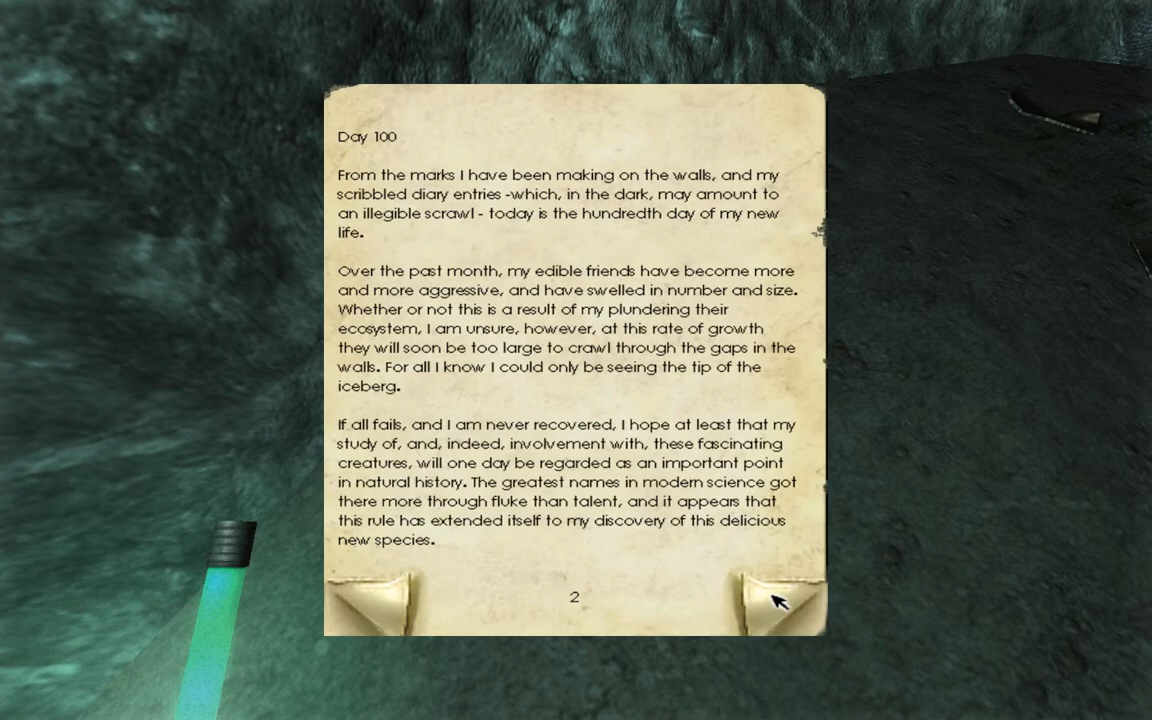 Day 100
From the marks I have been making on the walls, and my
scribbled diary entries -which, in the dark, may amount to
an illegible scrawl - today is the hundredth day of my new
life.
Over the past month, my edible friends have become more
and more aggressive, and have swelled in number and size.
Whether or not this is a result of my plundering their
ecosystem, I am unsure, however, at this rate of growth
they will soon be too large to crawl through the gaps in the
walls. For all I know I could only be seeing the tip of the
iceberg.
If all fails, and I am never recovered, I hope at least that my
study of, and, indeed, involvement with, these fascinating
creatures, will one day be regarded as an important point
in natural history. The greatest names in modern science got
there more through fluke than talent, and it appears that
this rule has extended itself to my discovery of this delicious
new species.
2